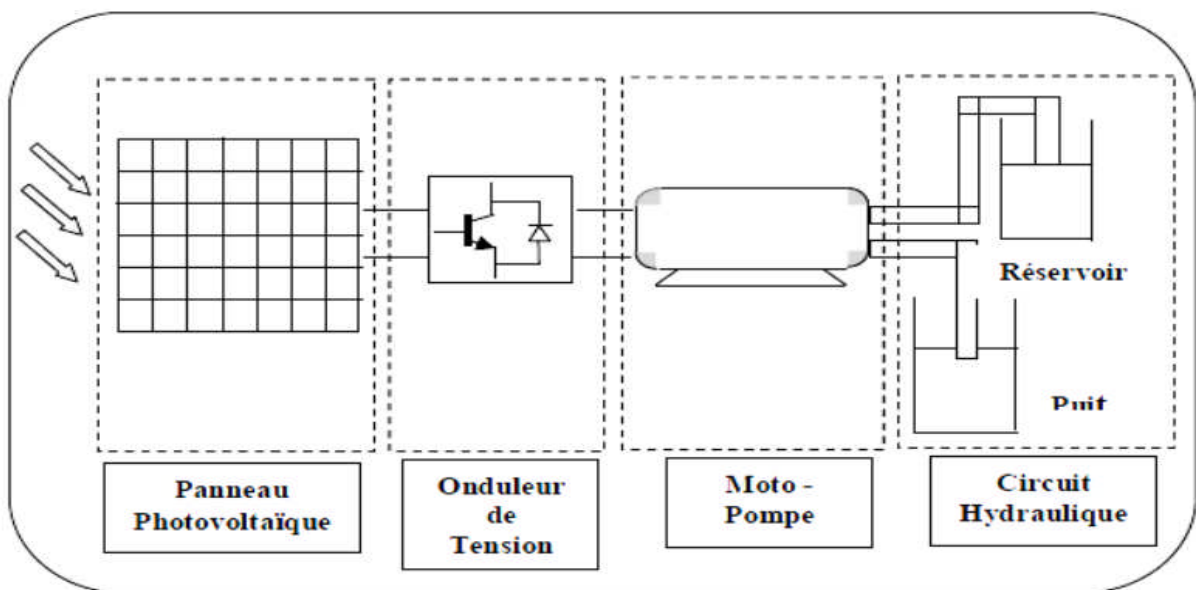 Réservoir
Puit
Panneau
Photovoltaïque
Onduleur
de
Tension
Moto -
Pompe
Circuit
Hydraulique